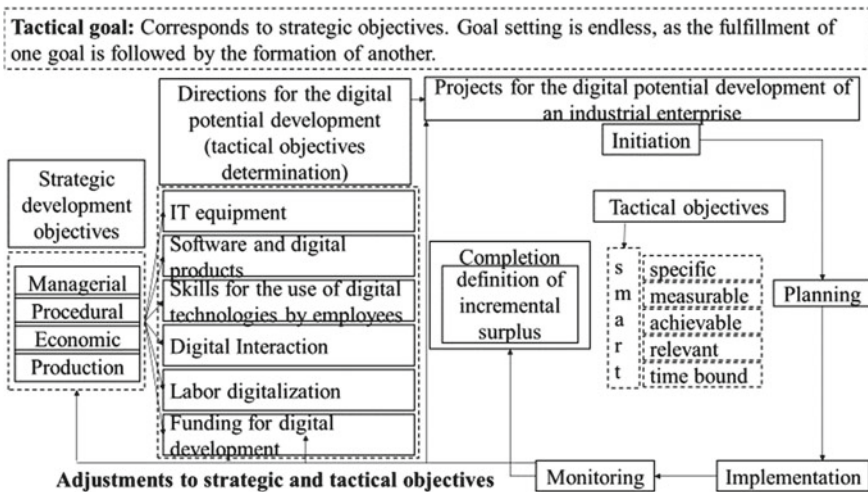 Tactical goal: Corresponds to strategic objectives. Goal setting is endless, as the fulfillment of
one goal is followed by the formation of another.
Directions for the digital
potential development
(tactical objectives
determination)
Projects for the digital potential development of
an industrial enterprise
Initiation
Strategic
development
objectives
Managerial
Procedural
Economic
Production
IT equipment
Software and digital
products
Skills for the use of digital
technologies by employees
Digital Interaction
Labor digitalization
Funding for digital
development
Completion
definition of
incremental
surplus
Tactical objectives
s specific
m measurable
a achievable
r relevant
t time bound
Planning
Implementation
Monitoring
Adjustments to strategic and tactical objectives